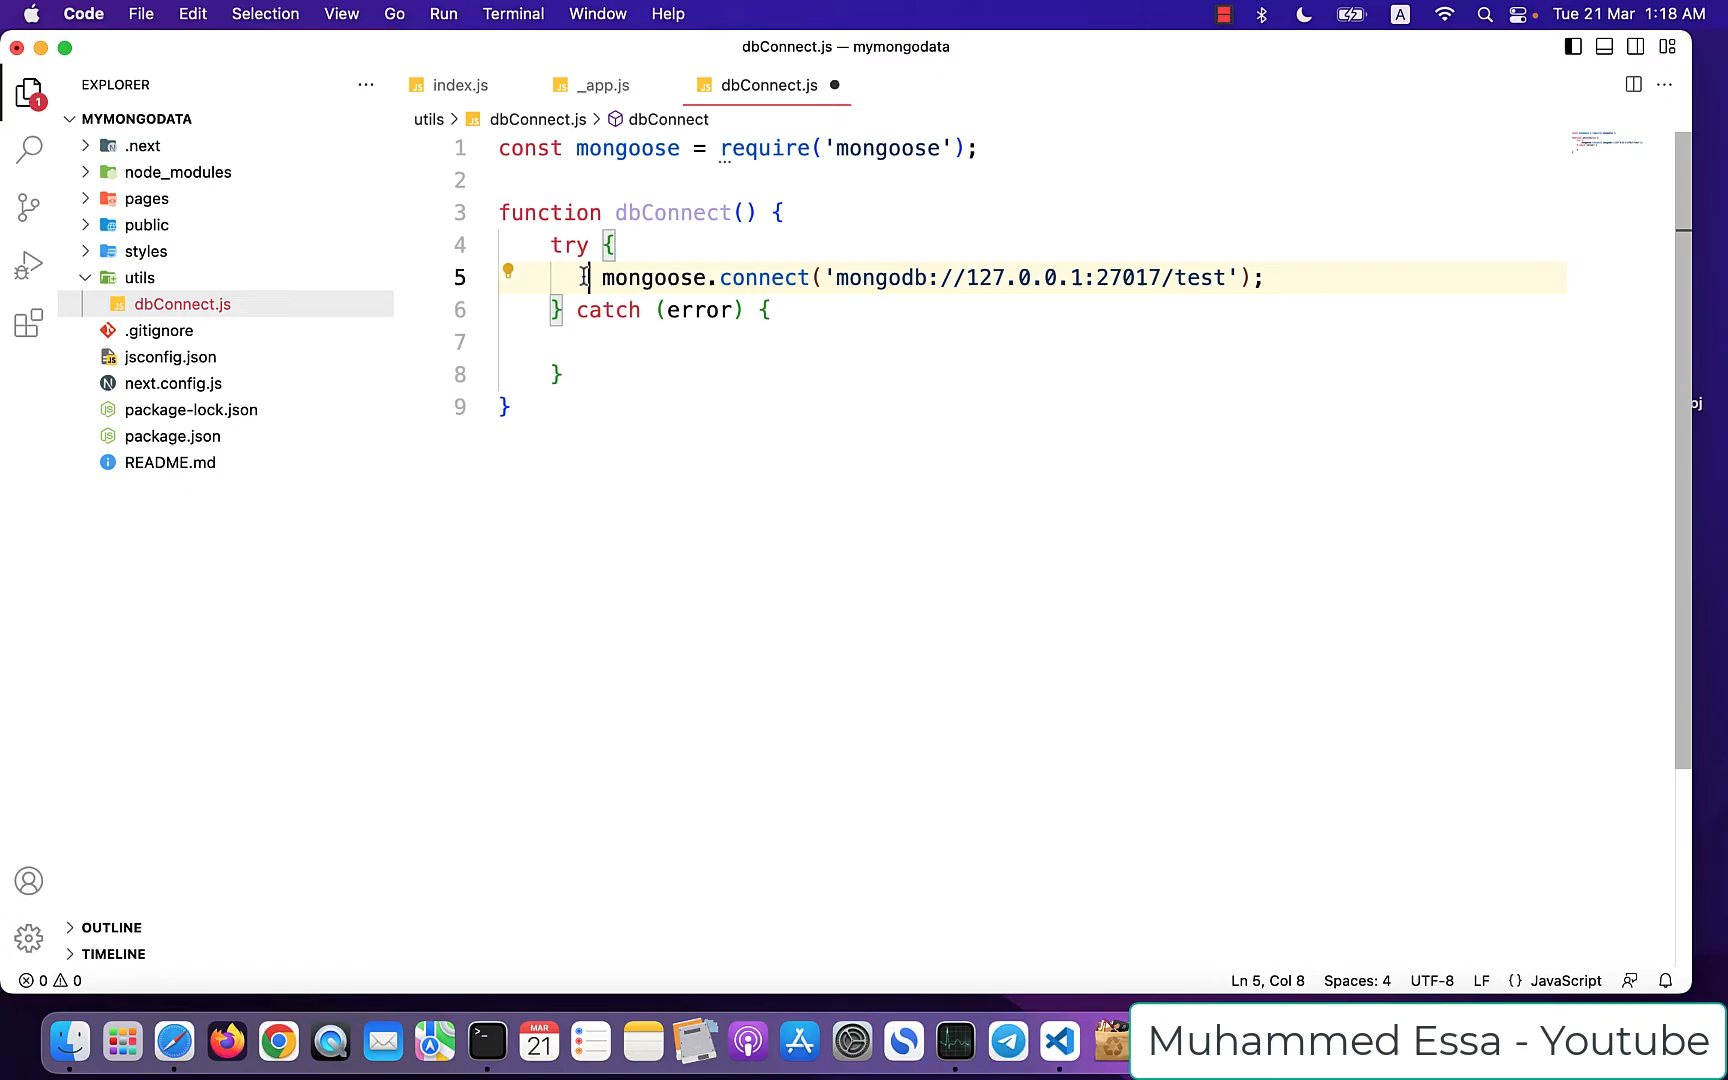 Code File Edit Selection View Go Run Terminal Window Help A Tue 21 Mar 1:18 AM
dbConnect.js — mymongodata
EXPLORER
index.js _app.js dbConnect.js
1
MYMONGODATA
utils > dbConnect.js > dbConnect
.next
node_modules
pages
public
styles
utils
dbConnect.js
.gitignore
jsconfig.json
next.config.js
package-lock.json
package.json
README.md
1 const mongoose = require('mongoose');
2
3 function dbConnect() {
4 try {
5 mongoose.connect('mongodb://127.0.0.1:27017/test');
6 } catch (error) {
7
8 }
9 }
oj
OUTLINE
TIMELINE
0 0
Ln 5, Col 8 Spaces: 4 UTF-8 LF {} JavaScript
MAR
21
Muhammed Essa - Youtube